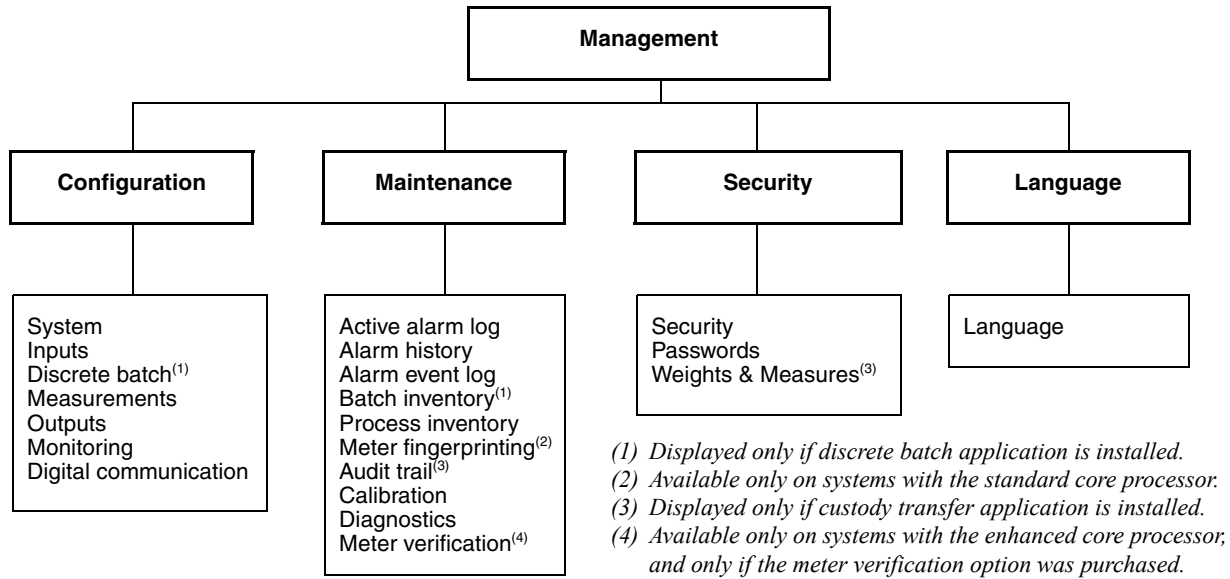 Management
Configuration
Maintenance
Security
Language
System
Inputs
Discrete batch(1)
Measurements
Outputs
Monitoring
Digital communication
Active alarm log
Alarm history
Alarm event log
Batch inventory(1)
Process inventory
Meter fingerprinting(2)
Audit trail(3)
Calibration
Diagnostics
Meter verification(4)
Security
Passwords
Weights & Measures(3)
Language
(1) Displayed only if discrete batch application is installed.
(2) Available only on systems with the standard core processor.
(3) Displayed only if custody transfer application is installed.
(4) Available only on systems with the enhanced core processor,
and only if the meter verification option was purchased.